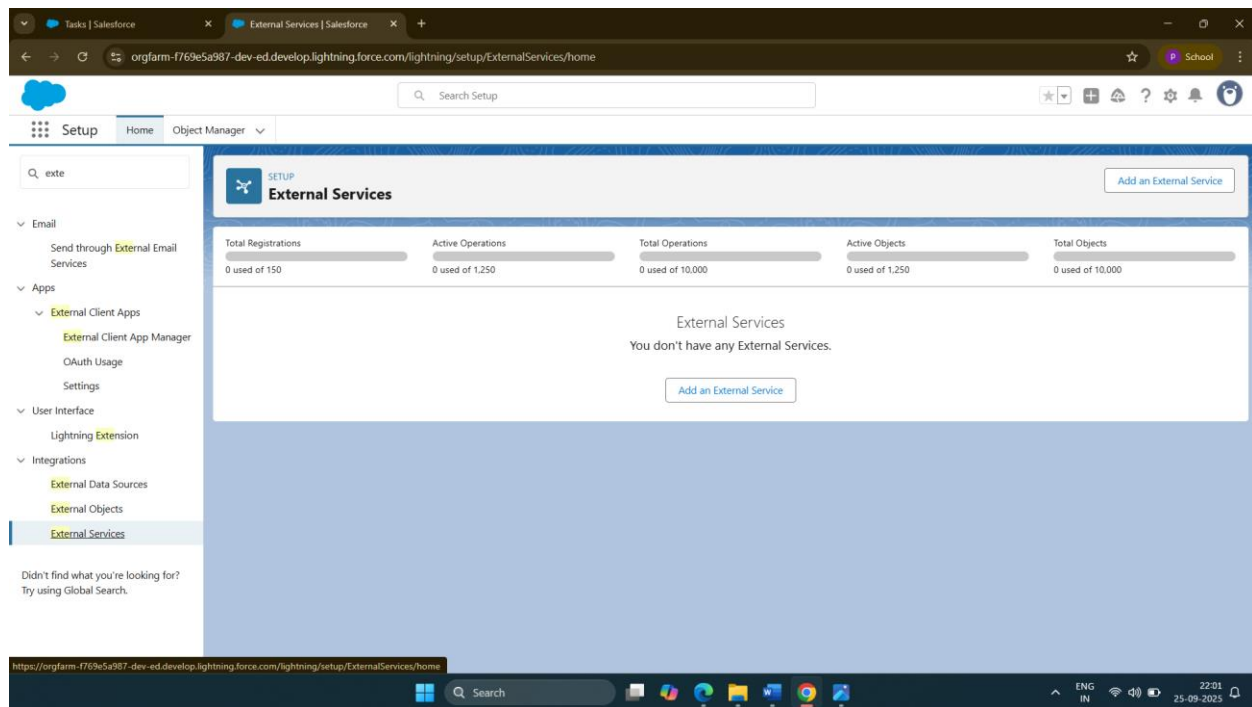 Tasks | Salesforce
External Services | Salesforce
orgfarm-f769e5a987-dev-ed.develop.lightning.force.com/lightning/setup/ExternalServices/home
P School
Search Setup
Setup Home Object Manager
exte
Email
Send through External Email
Services
Apps
External Client Apps
External Client App Manager
OAuth Usage
Settings
User Interface
Lightning Extension
Integrations
External Data Sources
External Objects
External Services
Didn't find what you're looking for?
Try using Global Search.
SETUP
External Services
Add an External Service
Total Registrations Active Operations Total Operations Active Objects Total Objects
0 used of 150 0 used of 1,250 0 used of 10,000 0 used of 1,250 0 used of 10,000
External Services
You don't have any External Services.
Add an External Service
https://orgfarm-f769e5a987-dev-ed.develop.lightning.force.com/lightning/setup/ExternalServices/home
Search
ENG
IN
22:01
25-09-2025